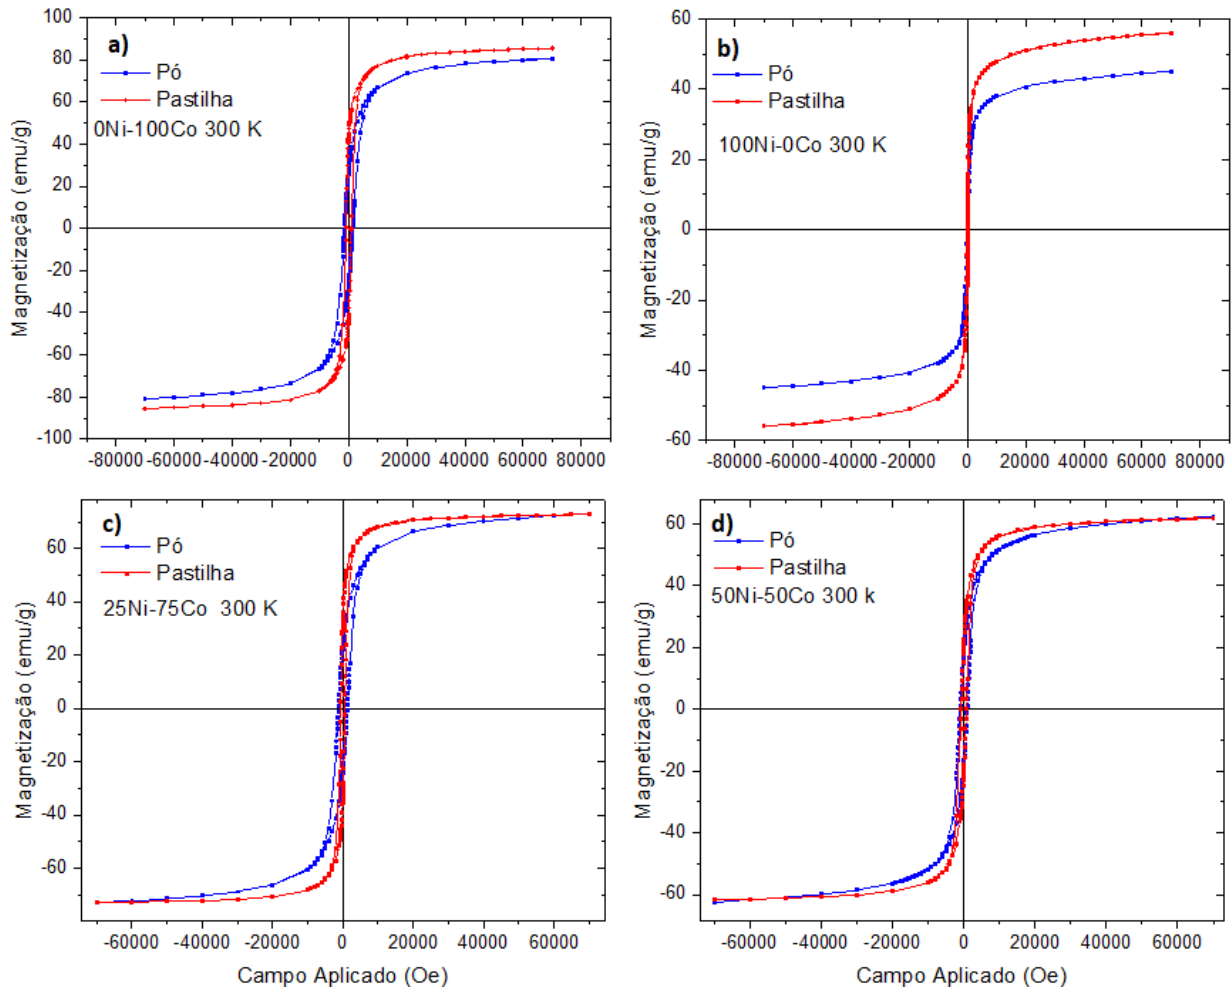 a)
Pó
Pastilha
0Ni-100Co 300 K
Magnetização (emu/g)
100
80
60
40
20
0
-20
-40
-60
-80
-100
-80000 -60000 -40000 -20000 0 20000 40000 60000 80000
b)
Pó
Pastilha
100Ni-0Co 300 K
Magnetização (emu/g)
60
40
20
0
-20
-40
-60
-80000 -60000 -40000 -20000 0 20000 40000 60000 80000
c)
Pó
Pastilha
25Ni-75Co 300 K
Magnetização (emu/g)
60
40
20
0
-20
-40
-60
-60000 -40000 -20000 0 20000 40000 60000
Campo Aplicado (Oe)
d)
Pó
Pastilha
50Ni-50Co 300 k
Magnetização (emu/g)
60
40
20
0
-20
-40
-60
-60000 -40000 -20000 0 20000 40000 60000
Campo Aplicado (Oe)